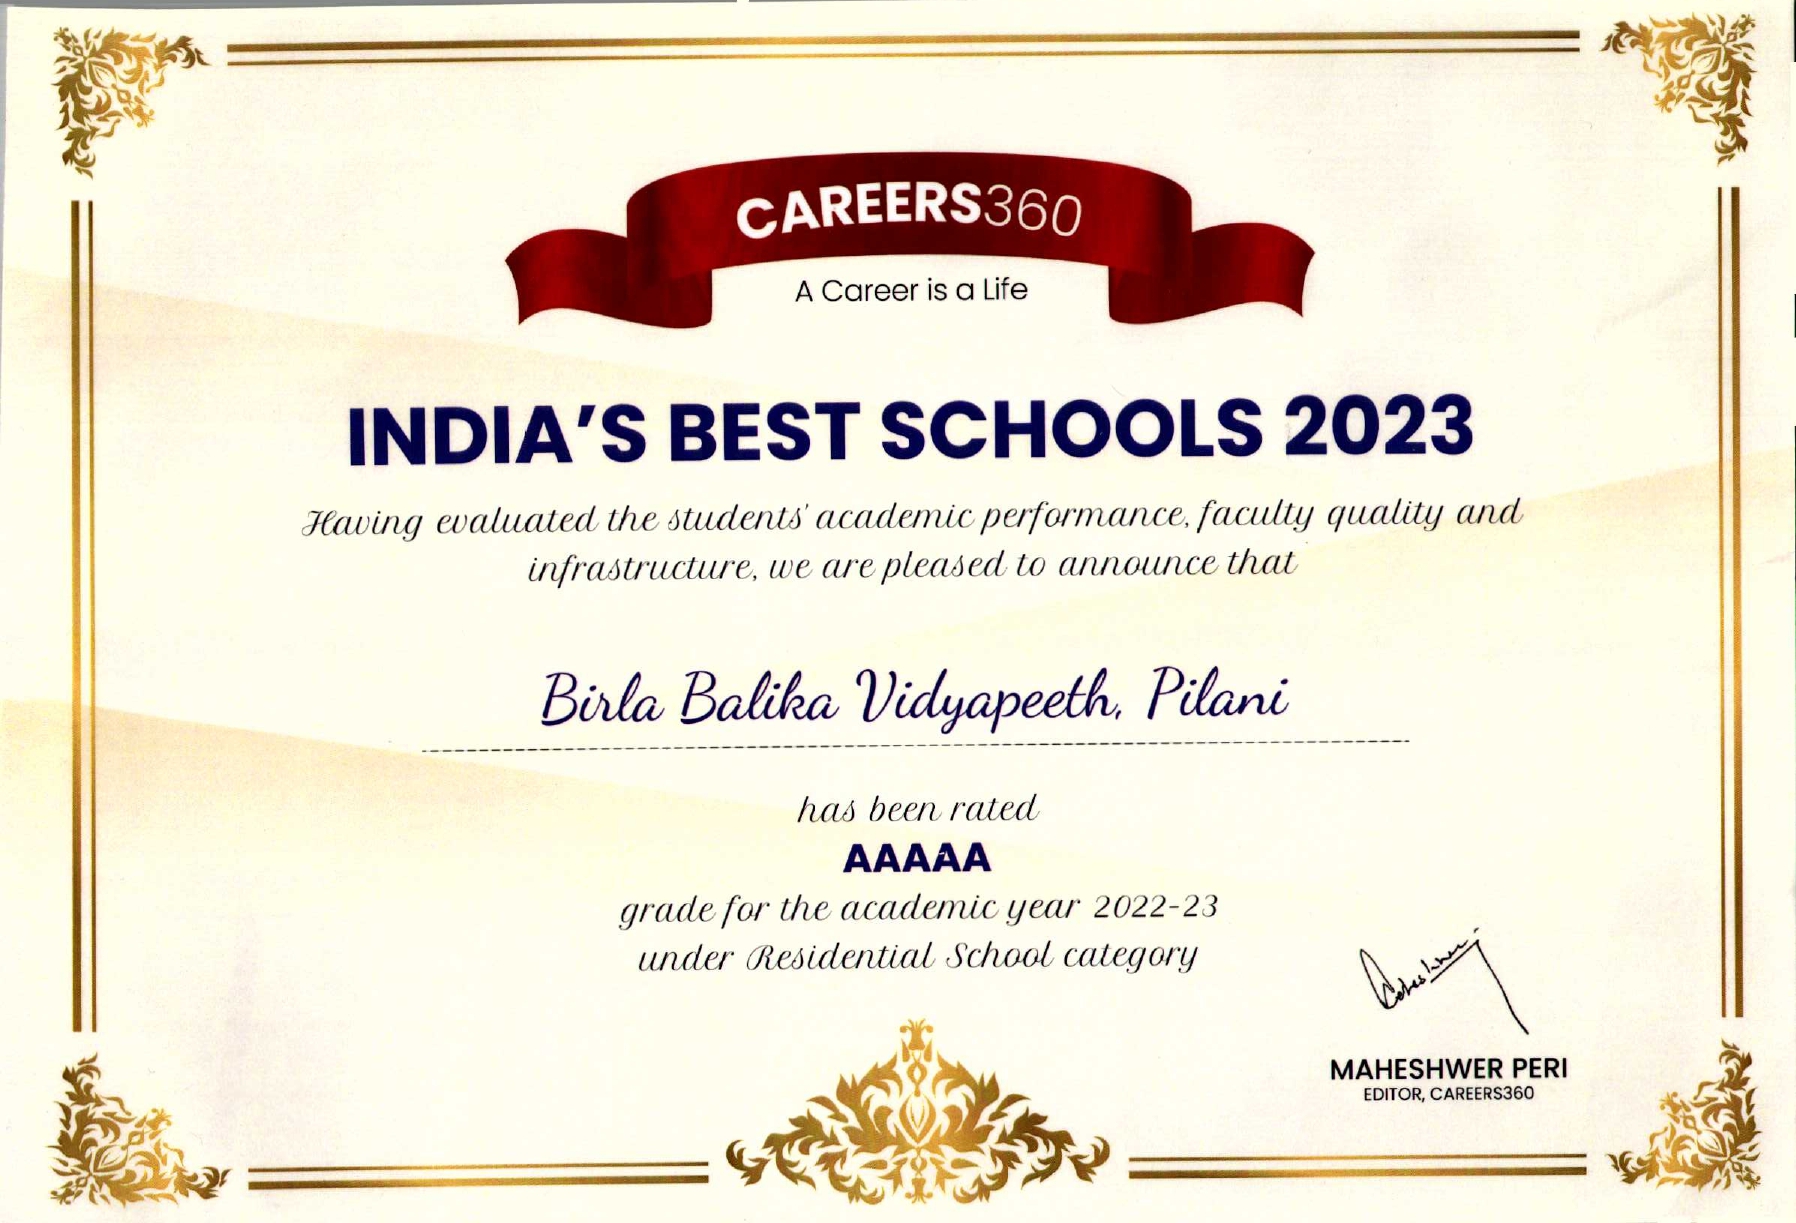 CAREERS360
A Career is a Life
INDIA'S BEST SCHOOLS 2023
Having evaluated the students' academic performance, faculty quality and
infrastructure, we are pleased to announce that
Birla Balika Vidyapeeth, Pilani
has been rated
AAAAA
grade for the academic year 2022-23
under Residential School category
MAHESHWER PERI
EDITOR, CAREERS360